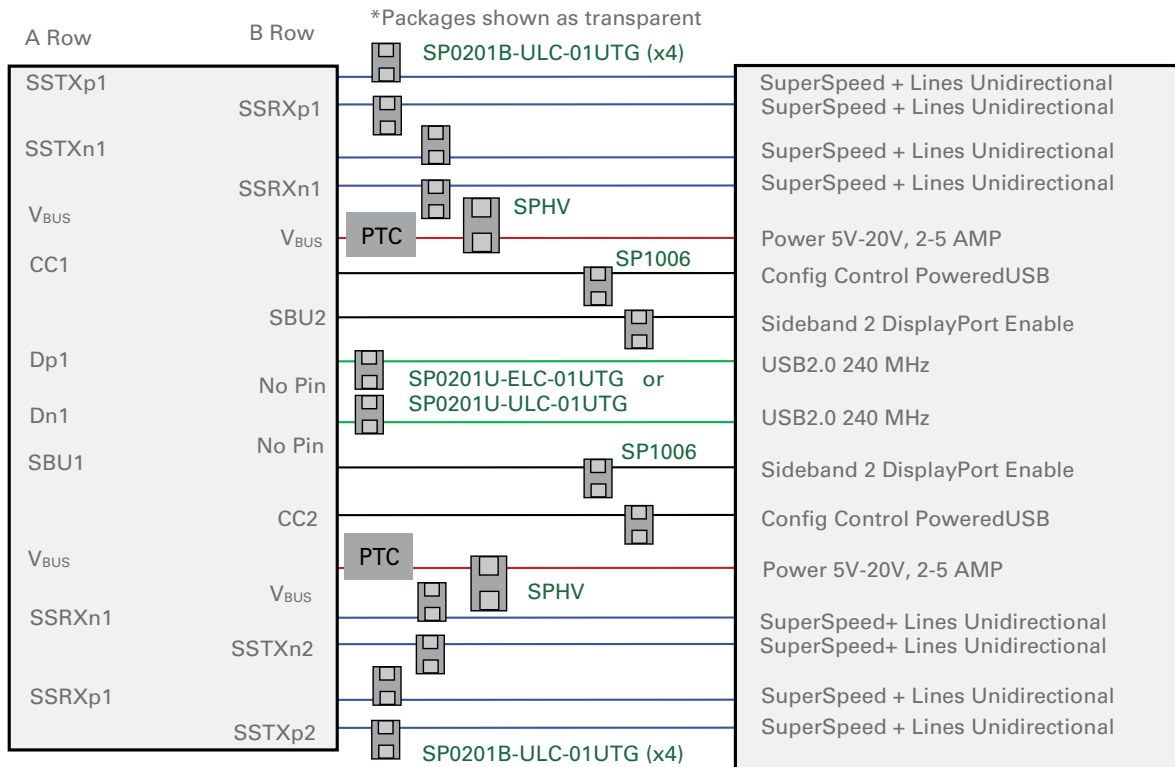 *Packages shown as transparent
A Row
B Row
SP0201B-ULC-01UTG (x4)
SSTXp1
SuperSpeed + Lines Unidirectional
SSRXp1
SuperSpeed + Lines Unidirectional
SSTXn1
SuperSpeed + Lines Unidirectional
SSRXn1
SuperSpeed + Lines Unidirectional
SPHV
VBUS
VBUS
PTC
Power 5V-20V, 2-5 AMP
CC1
SP1006
Config Control PoweredUSB
SBU2
Sideband 2 DisplayPort Enable
Dp1
USB2.0 240 MHz
No Pin
SP0201U-ELC-01UTG or
SP0201U-ULC-01UTG
Dn1
USB2.0 240 MHz
No Pin
SP1006
SBU1
Sideband 2 DisplayPort Enable
CC2
Config Control PoweredUSB
VBUS
PTC
Power 5V-20V, 2-5 AMP
VBUS
SPHV
SSRXn1
SuperSpeed+ Lines Unidirectional
SSTXn2
SuperSpeed+ Lines Unidirectional
SSRXp1
SuperSpeed + Lines Unidirectional
SSTXp2
SuperSpeed + Lines Unidirectional
SP0201B-ULC-01UTG (x4)